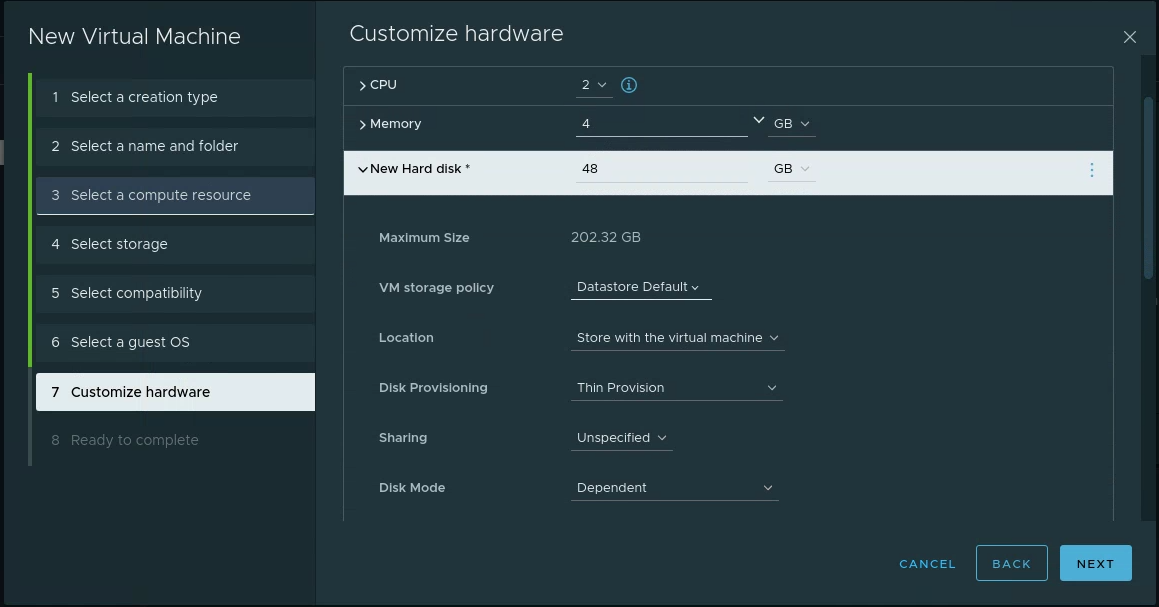 New Virtual Machine
1 Select a creation type
2 Select a name and folder
3 Select a compute resource
4 Select storage
5 Select compatibility
6 Select a guest OS
7 Customize hardware
8 Ready to complete
Customize hardware
CPU 2
Memory 4 GB
New Hard disk * 48 GB
Maximum Size 202.32 GB
VM storage policy Datastore Default
Location Store with the virtual machine
Disk Provisioning Thin Provision
Sharing Unspecified
Disk Mode Dependent
CANCEL BACK NEXT